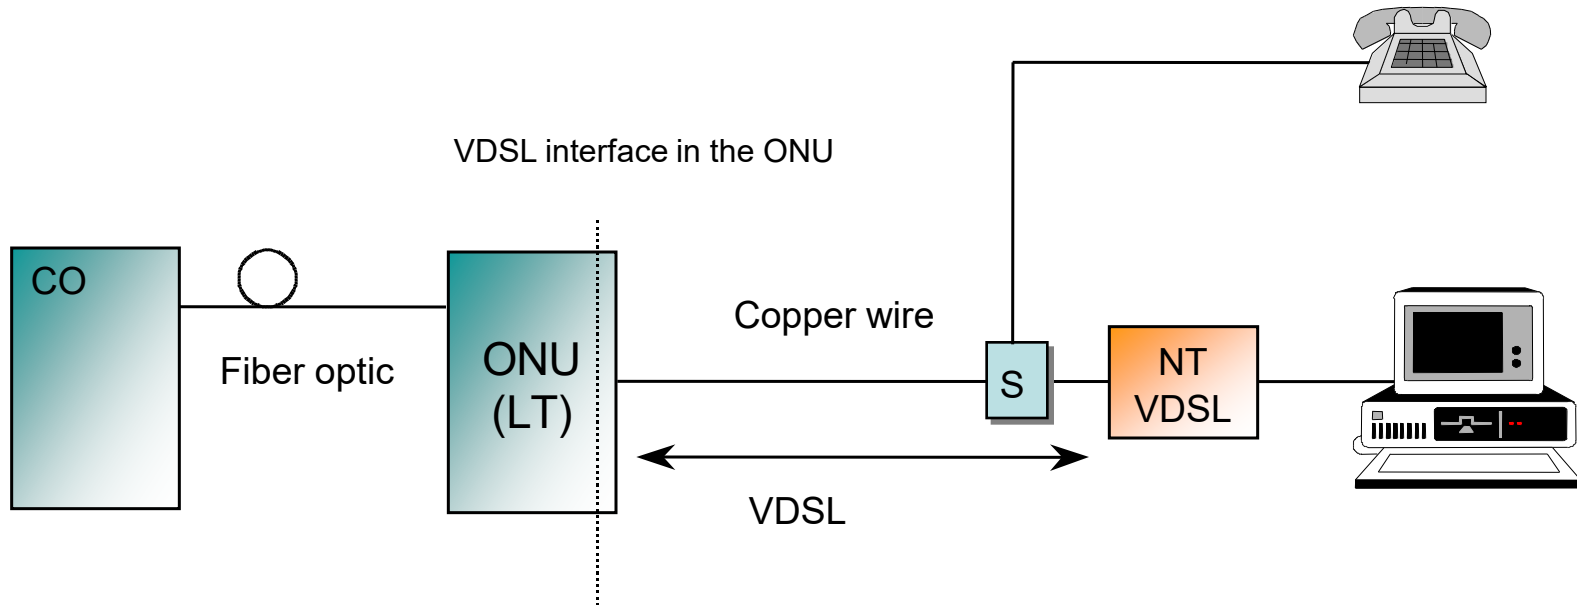 VDSL interface in the ONU
CO
Fiber optic
ONU
(LT)
Copper wire
S
NT
VDSL
VDSL